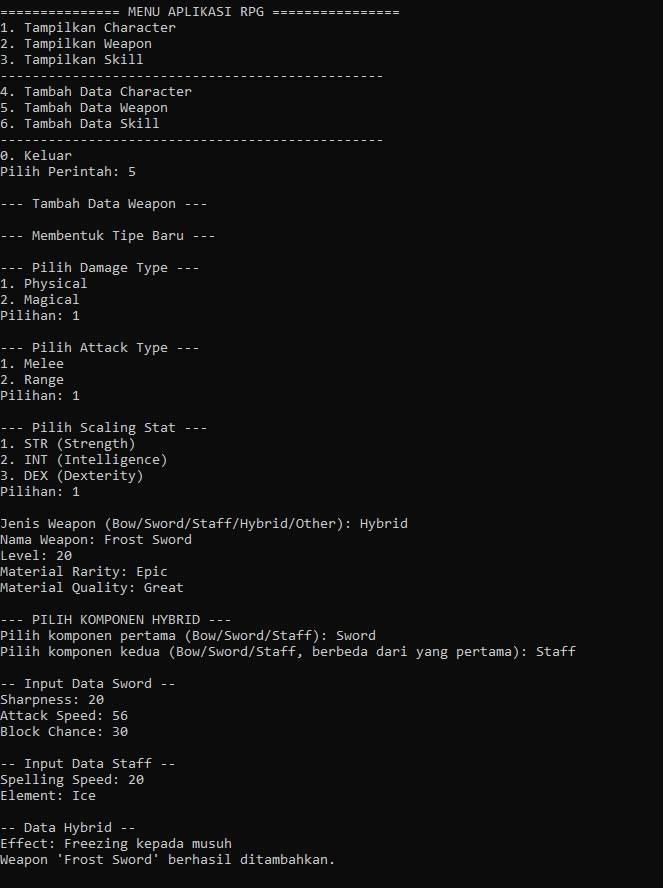 =============== MENU APLIKASI RPG ================
1. Tampilkan Character
2. Tampilkan Weapon
3. Tampilkan Skill
------------------------------------------------
4. Tambah Data Character
5. Tambah Data Weapon
6. Tambah Data Skill
------------------------------------------------
0. Keluar
Pilih Perintah: 5
--- Tambah Data Weapon ---
--- Membentuk Tipe Baru ---
--- Pilih Damage Type ---
1. Physical
2. Magical
Pilihan: 1
--- Pilih Attack Type ---
1. Melee
2. Range
Pilihan: 1
--- Pilih Scaling Stat ---
1. STR (Strength)
2. INT (Intelligence)
3. DEX (Dexterity)
Pilihan: 1
Jenis Weapon (Bow/Sword/Staff/Hybrid/Other): Hybrid
Nama Weapon: Frost Sword
Level: 20
Material Rarity: Epic
Material Quality: Great
--- PILIH KOMPONEN HYBRID ---
Pilih komponen pertama (Bow/Sword/Staff): Sword
Pilih komponen kedua (Bow/Sword/Staff, berbeda dari yang pertama): Staff
-- Input Data Sword --
Sharpness: 20
Attack Speed: 56
Block Chance: 30
-- Input Data Staff --
Spelling Speed: 20
Element: Ice
-- Data Hybrid --
Effect: Freezing kepada musuh
Weapon 'Frost Sword' berhasil ditambahkan.